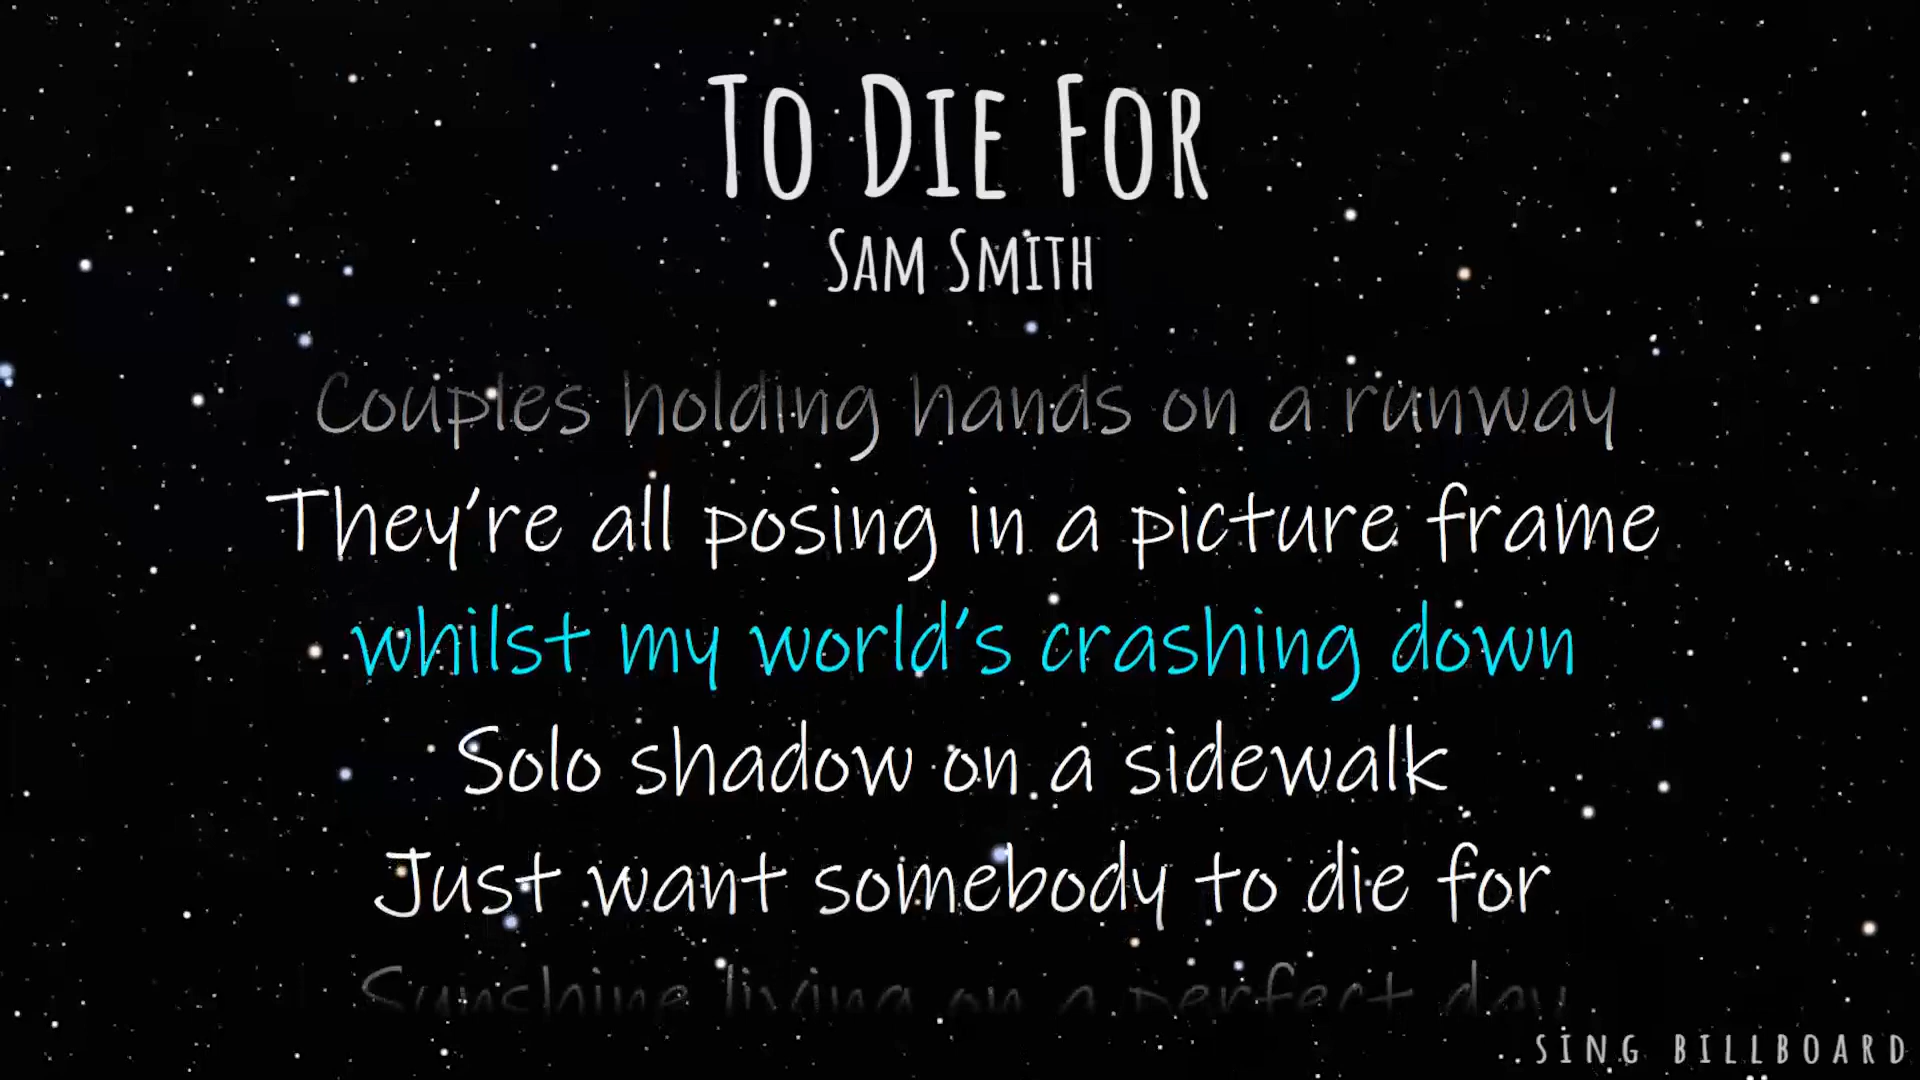 To Die For
Sam Smith
Couples holding hands on a runway
They're all posing in a picture frame
whilst my world's crashing down
Solo shadow on a sidewalk
Just want somebody to die for
Sunshine living on a perfect day
SING BILLBOARD